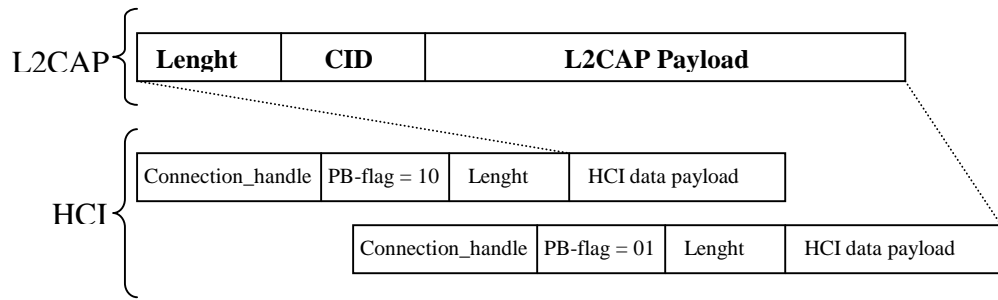 L2CAP Lenght CID L2CAP Payload
HCI
Connection_handle PB-flag = 10 Lenght HCI data payload
Connection_handle PB-flag = 01 Lenght HCI data payload